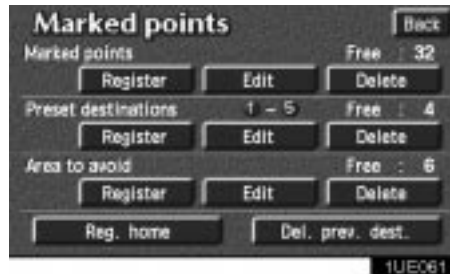 Marked points Back
Marked points Free : 32
Register Edit Delete
Preset destinations 1 – 5 Free : 4
Register Edit Delete
Area to avoid Free : 6
Register Edit Delete
Reg. home Del. prev. dest.
1UE061